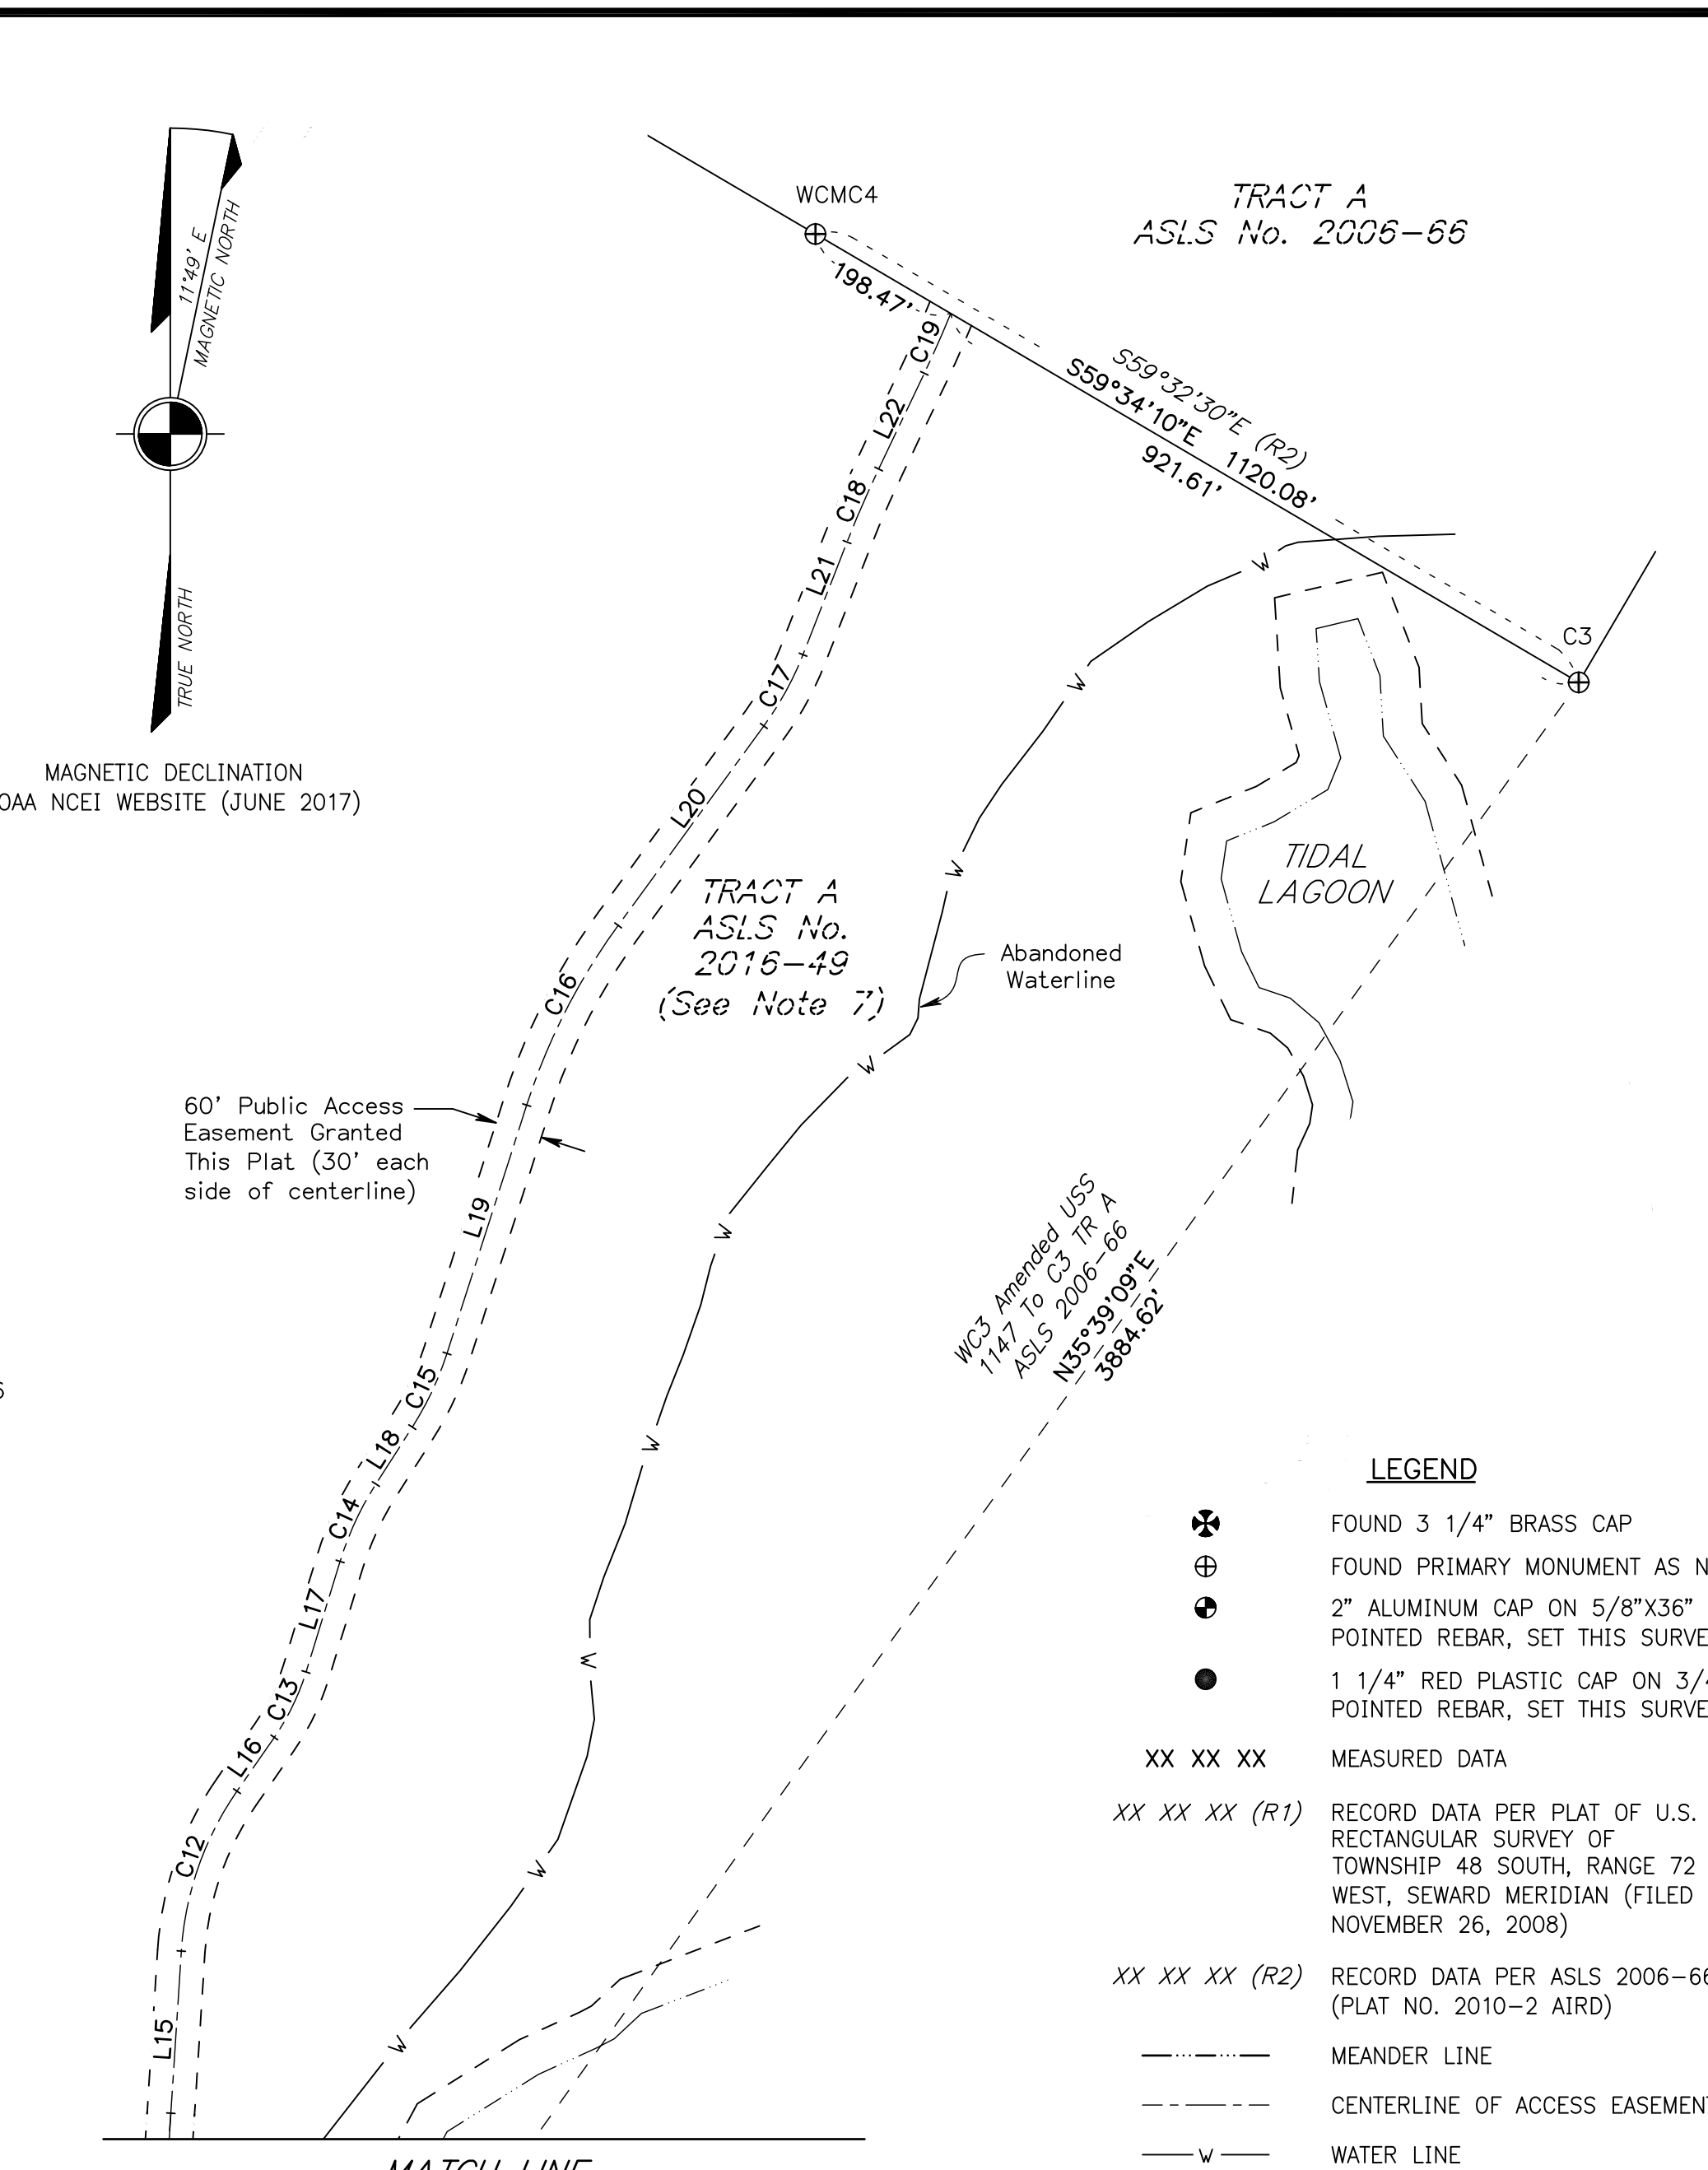 WCMC4
TRACT A
ASLS No. 2006-66
11°49' E
MAGNETIC NORTH
TRUE NORTH
MAGNETIC DECLINATION
NCEI WEBSITE (JUNE 2017)
198.47'
S59°32'30"E (R2)
S59°34'10"E 1120.08'
921.61'
C3
C19
L22
C18
L21
C17
L20
C16
L19
C15
L18
C14
L17
C13
L16
C12
L15
W
W
W
W
W
W
W
W
W
TRACT A
ASLS No.
2016-49
(See Note 7)
Abandoned
Waterline
TIDAL
LAGOON
60' Public Access
Easement Granted
This Plat (30' each
side of centerline)
WC3 Amended USS
1147 To C3 TR A
ASLS 2006-66
N35°39'09"E
3884.62'
LEGEND
FOUND 3 1/4" BRASS CAP
FOUND PRIMARY MONUMENT AS
2" ALUMINUM CAP ON 5/8"X36"
POINTED REBAR, SET THIS
1 1/4" RED PLASTIC CAP ON
POINTED REBAR, SET THIS
XX XX XX MEASURED DATA
XX XX XX (R1) RECORD DATA PER PLAT OF U.S.
RECTANGULAR SURVEY OF
TOWNSHIP 48 SOUTH, RANGE 72
WEST, SEWARD MERIDIAN (FILED
NOVEMBER 26, 2008)
XX XX XX (R2) RECORD DATA PER ASLS 2006-66
(PLAT NO. 2010-2 AIRD)
MEANDER LINE
CENTERLINE OF ACCESS
W WATER LINE
MATCH LINE